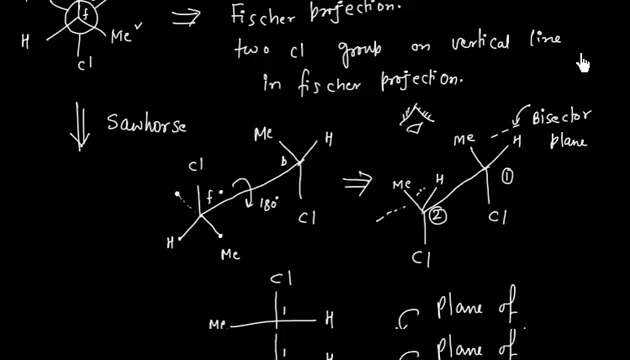 f
⇒ Fischer projection.
H Me
Cl
two cl group on vertical line
in fischer projection.
⇓ Sawhorse
Me H
b
Cl
Cl
f
180°
H
Me
⇒
Me H
②
Cl
Me H
①
Cl
Bisector
plane
Cl
1
Me H
plane of
1
H
plane of